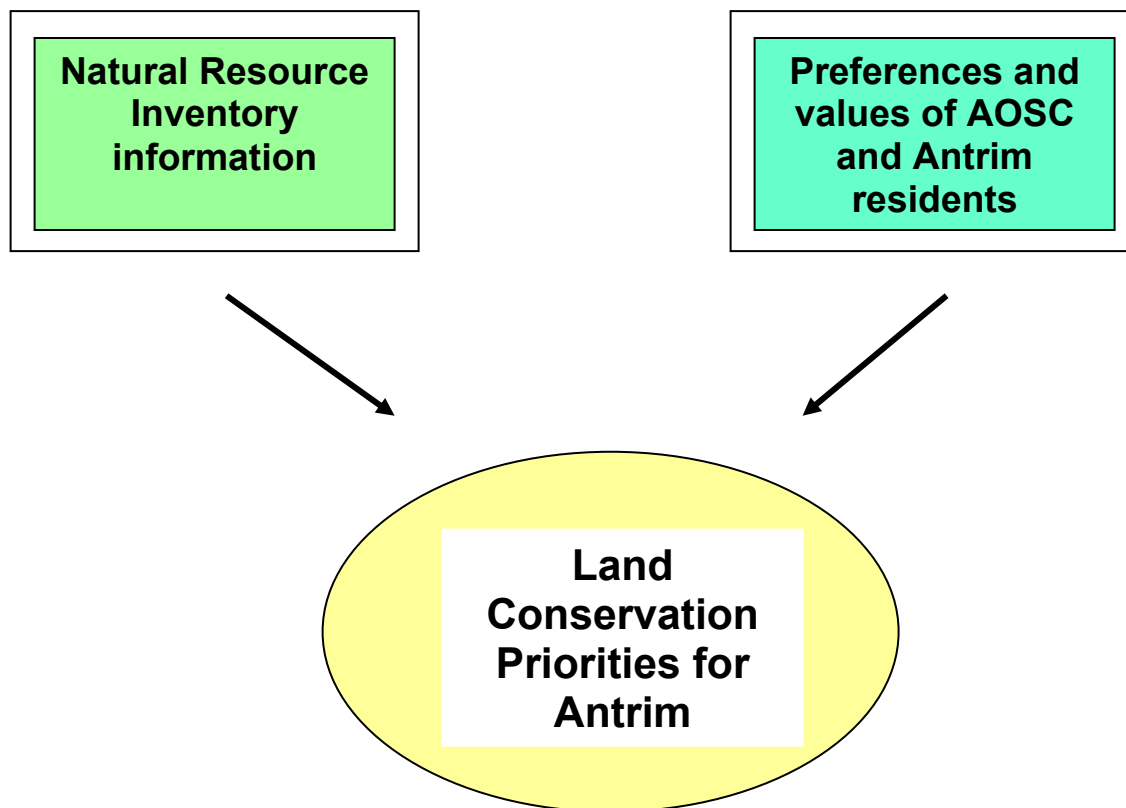 Natural Resource
Inventory
information
Preferences and
values of AOSC
and Antrim
residents
Land
Conservation
Priorities for
Antrim